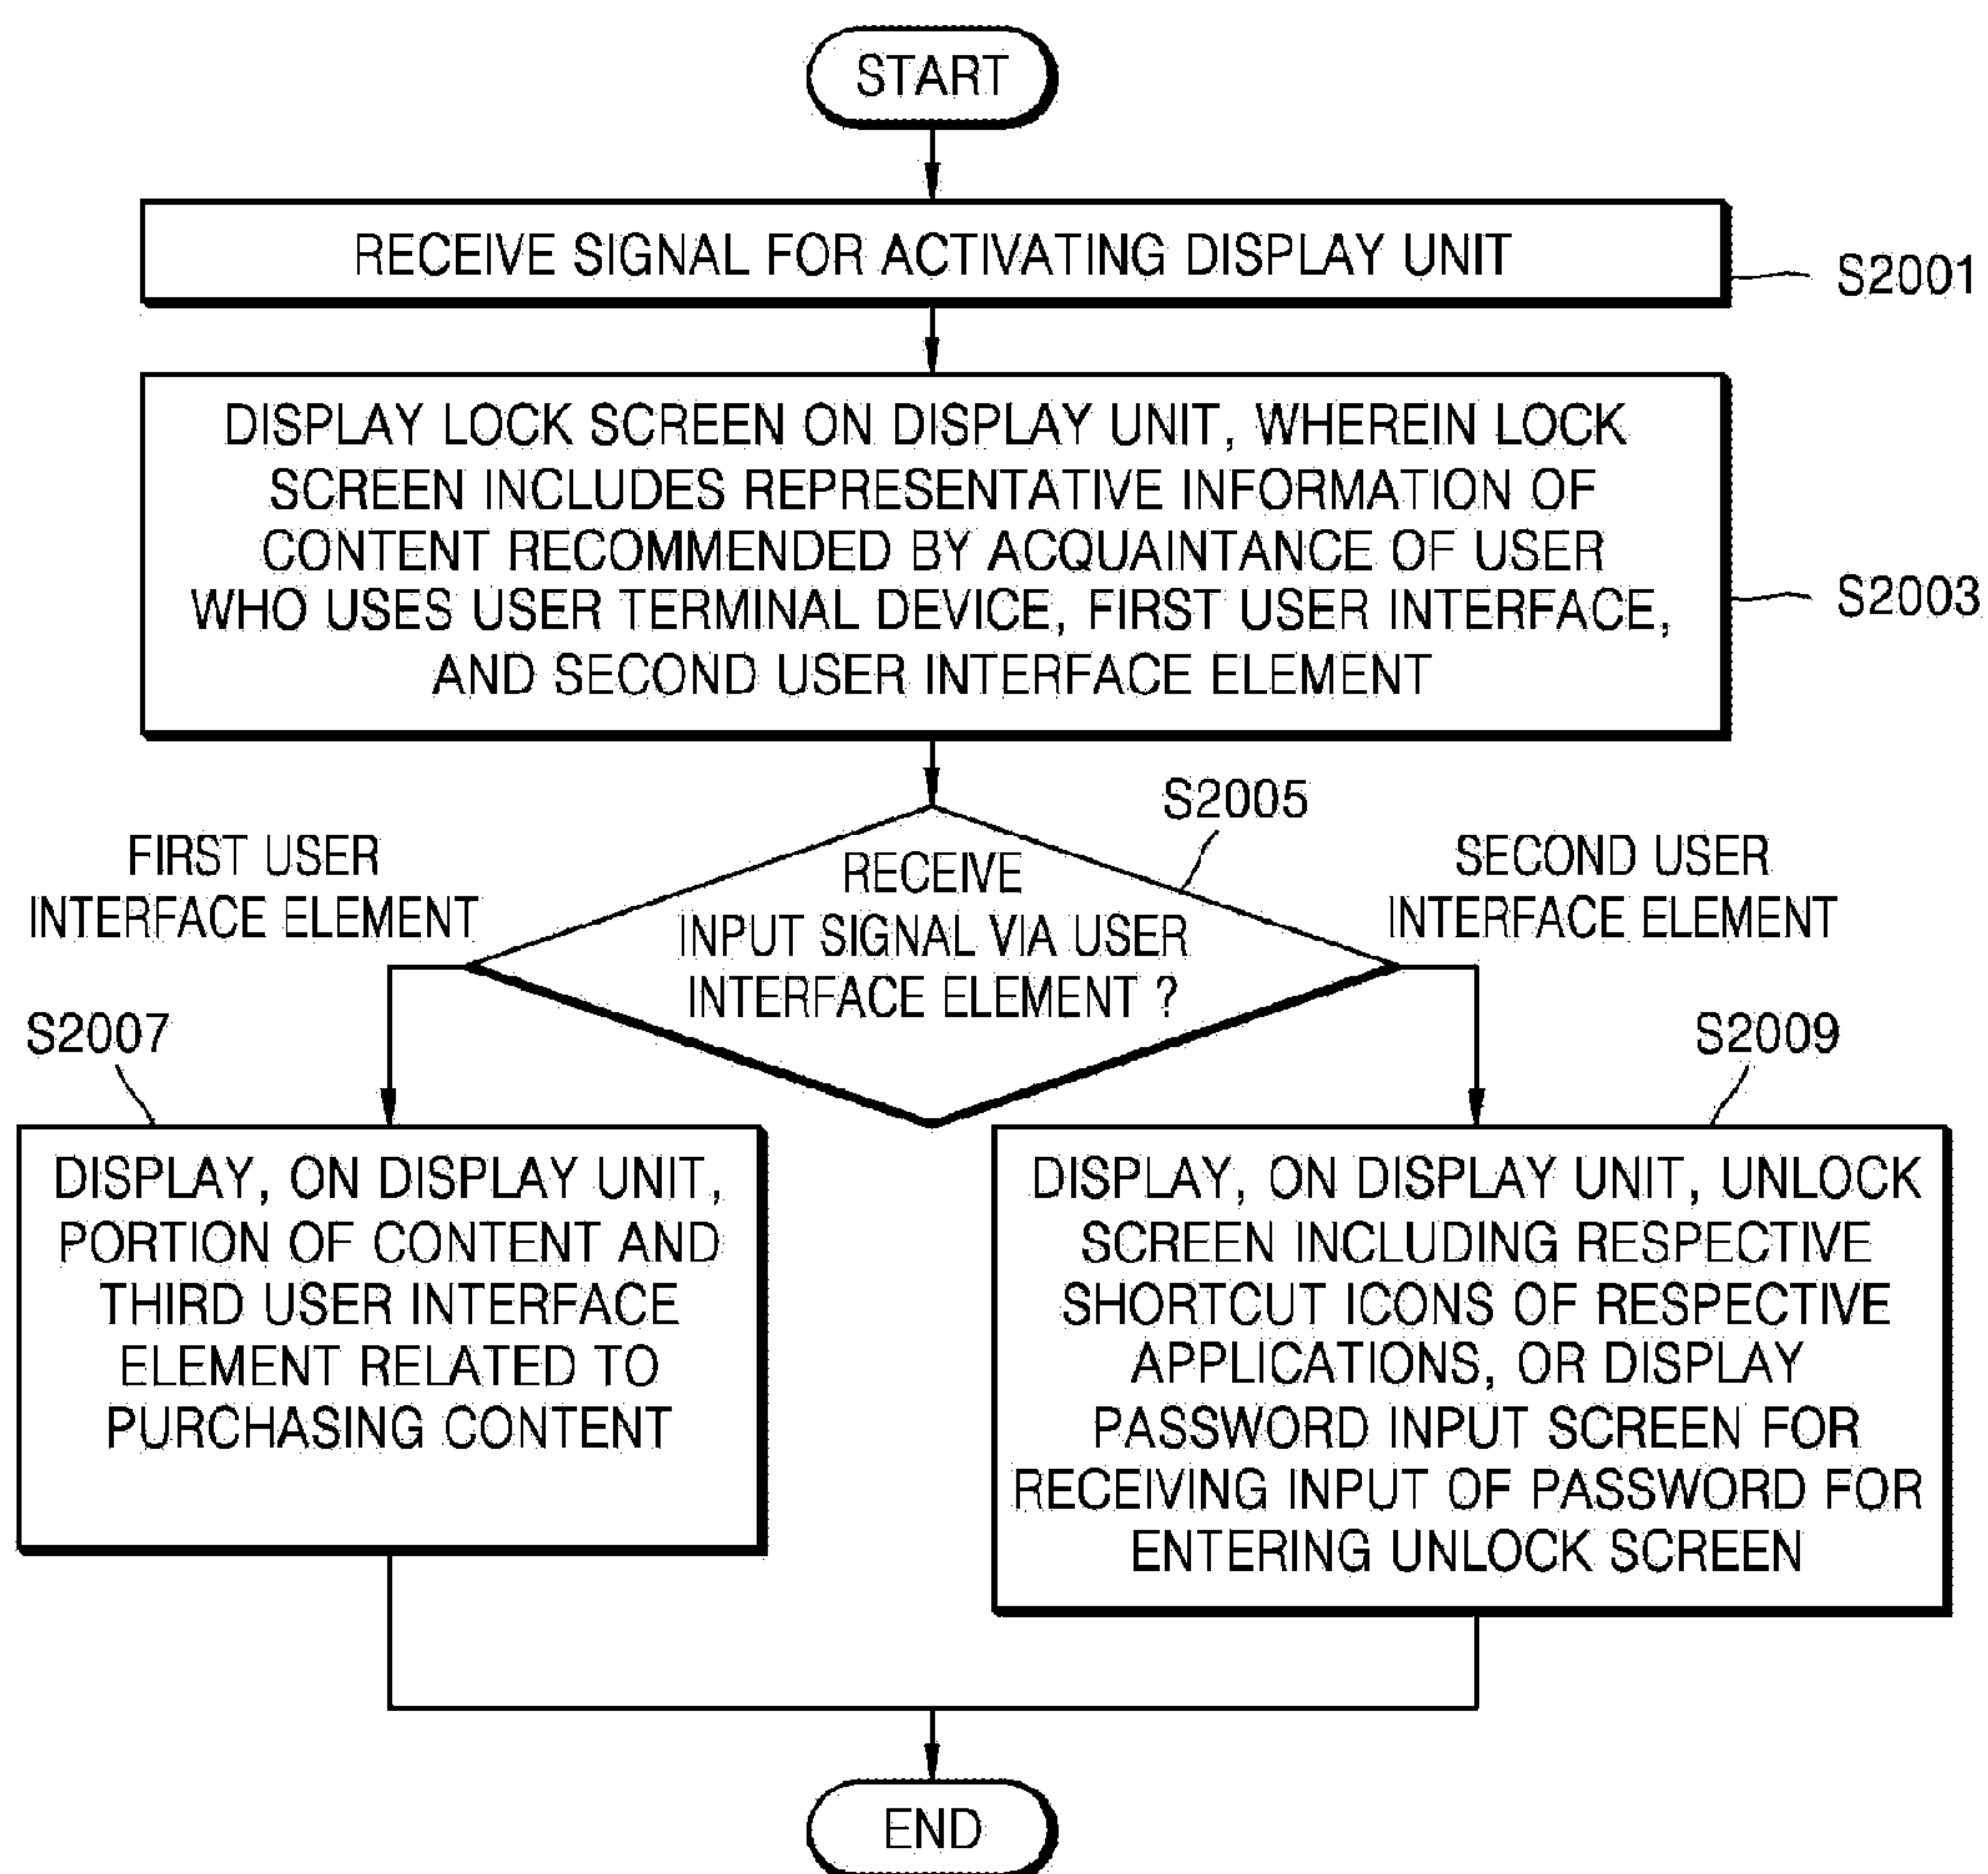 START
RECEIVE SIGNAL FOR ACTIVATING DISPLAY UNIT
S2001
DISPLAY LOCK SCREEN ON DISPLAY UNIT, WHEREIN LOCK
SCREEN INCLUDES REPRESENTATIVE INFORMATION OF
CONTENT RECOMMENDED BY ACQUAINTANCE OF USER
WHO USES USER TERMINAL DEVICE, FIRST USER INTERFACE,
AND SECOND USER INTERFACE ELEMENT
S2003
S2005
RECEIVE
INPUT SIGNAL VIA USER
INTERFACE ELEMENT ?
FIRST USER
INTERFACE ELEMENT
SECOND USER
INTERFACE ELEMENT
S2007
DISPLAY, ON DISPLAY UNIT,
PORTION OF CONTENT AND
THIRD USER INTERFACE
ELEMENT RELATED TO
PURCHASING CONTENT
S2009
DISPLAY, ON DISPLAY UNIT, UNLOCK
SCREEN INCLUDING RESPECTIVE
SHORTCUT ICONS OF RESPECTIVE
APPLICATIONS, OR DISPLAY
PASSWORD INPUT SCREEN FOR
RECEIVING INPUT OF PASSWORD FOR
ENTERING UNLOCK SCREEN
END